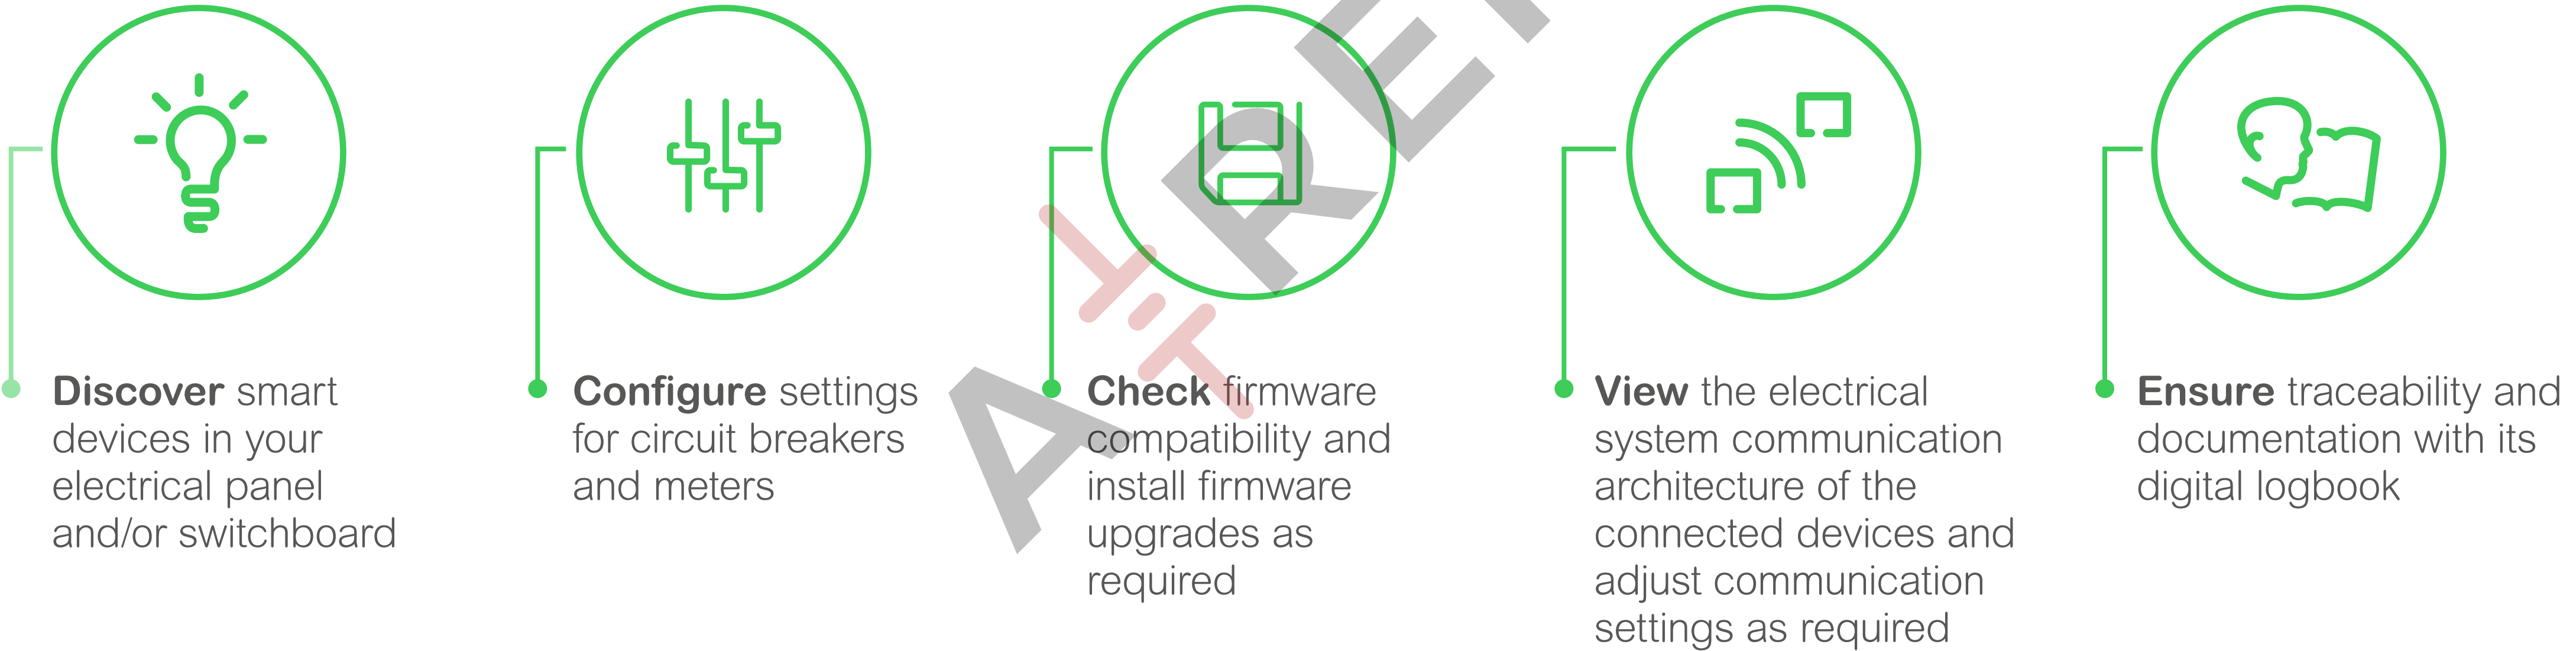 Discover smart
devices in your
electrical panel
and/or switchboard
Configure settings
for circuit breakers
and meters
Check firmware
compatibility and
install firmware
upgrades as
required
View the electrical
system communication
architecture of the
connected devices and
adjust communication
settings as required
Ensure traceability and
documentation with its
digital logbook